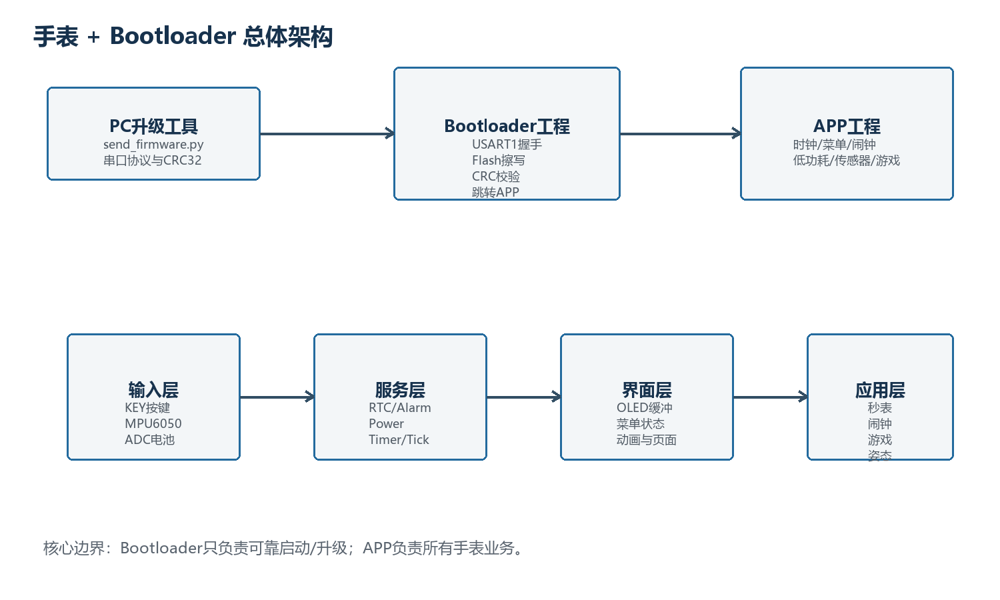 手表 + Bootloader 总体架构
PC升级工具
send_firmware.py
串口协议与CRC32
Bootloader工程
USART1握手
Flash擦写
CRC校验
跳转APP
APP工程
时钟/菜单/闹钟
低功耗/传感器/游戏
输入层
KEY按键
MPU6050
ADC电池
服务层
RTC/Alarm
Power
Timer/Tick
界面层
OLED缓冲
菜单状态
动画与页面
应用层
秒表
闹钟
游戏
姿态
核心边界：Bootloader只负责可靠启动/升级；APP负责所有手表业务。